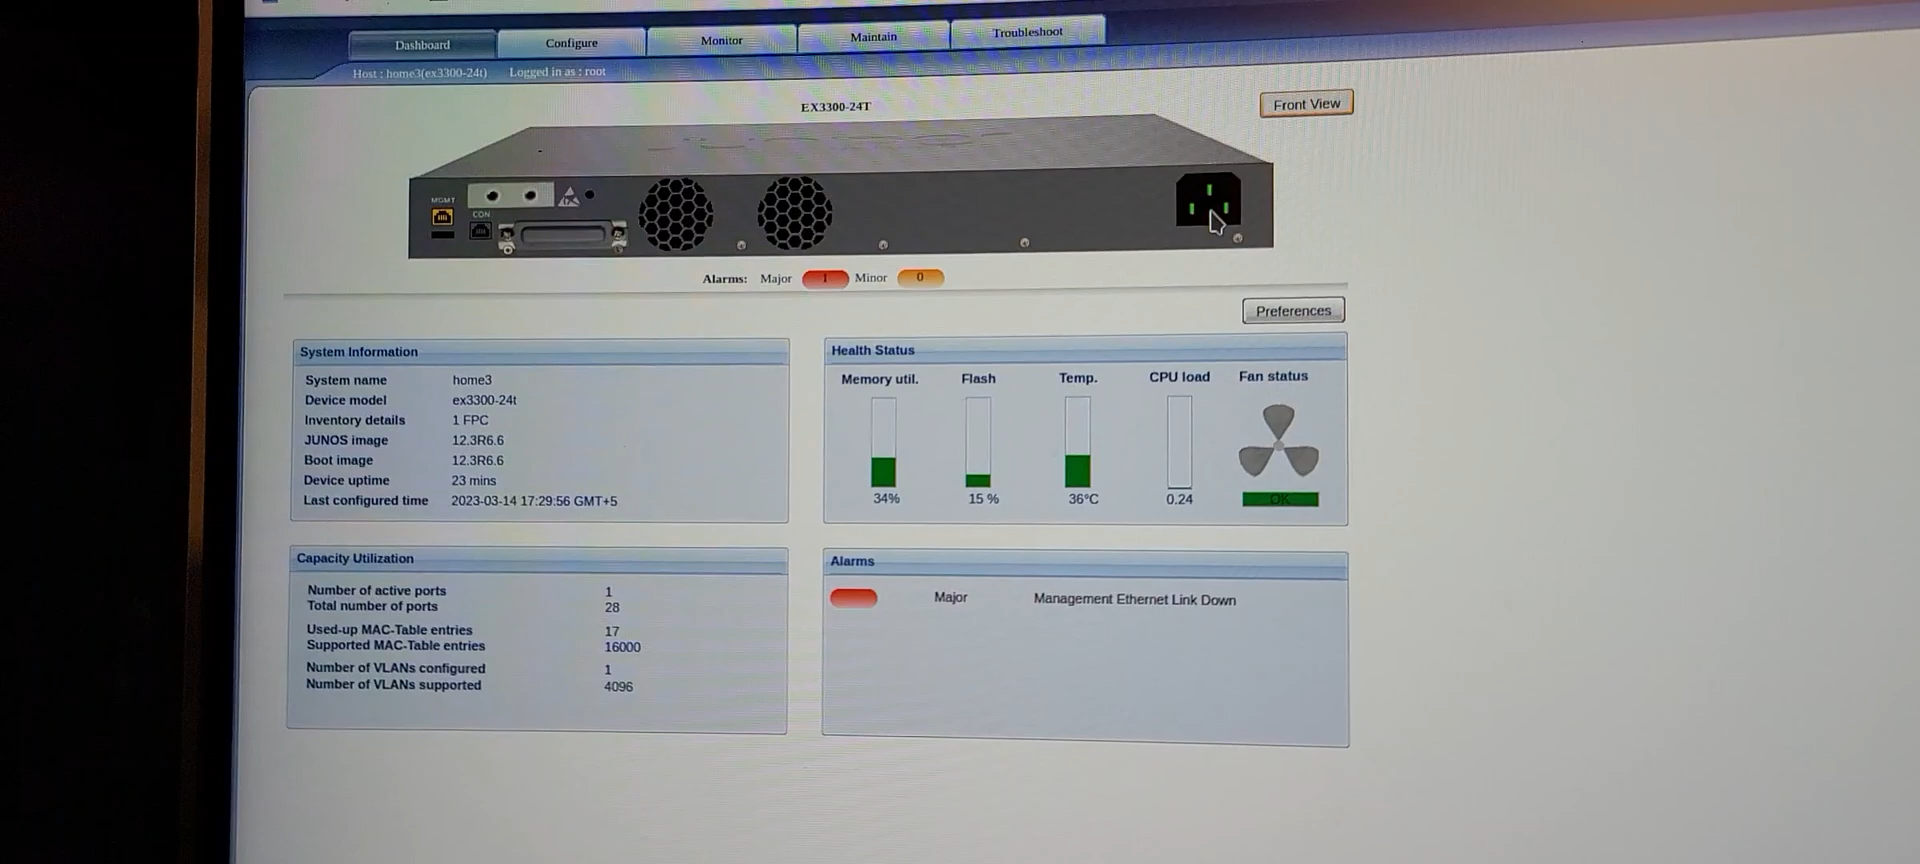 Dashboard Configure Monitor Maintain Troubleshoot
Host : home3(ex3300-24t) Logged in as : root
EX3300-24T
Front View
MGMT
CON
Alarms: Major 1 Minor 0
Preferences
System Information
System name home3
Device model ex3300-24t
Inventory details 1 FPC
JUNOS image 12.3R6.6
Boot image 12.3R6.6
Device uptime 23 mins
Last configured time 2023-03-14 17:29:56 GMT+5
Health Status
Memory util. Flash Temp. CPU load Fan status
34% 15 % 36°C 0.24 OK
Capacity Utilization
Number of active ports 1
Total number of ports 28
Used-up MAC-Table entries 17
Supported MAC-Table entries 16000
Number of VLANs configured 1
Number of VLANs supported 4096
Alarms
Major Management Ethernet Link Down